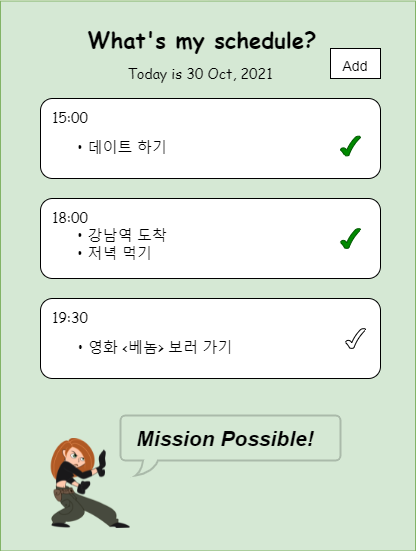 What's my schedule?
Today is 30 Oct, 2021
Add
15:00
• 데이트 하기
18:00
• 강남역 도착
• 저녁 먹기
19:30
• 영화 <베놈> 보러 가기
Mission Possible!